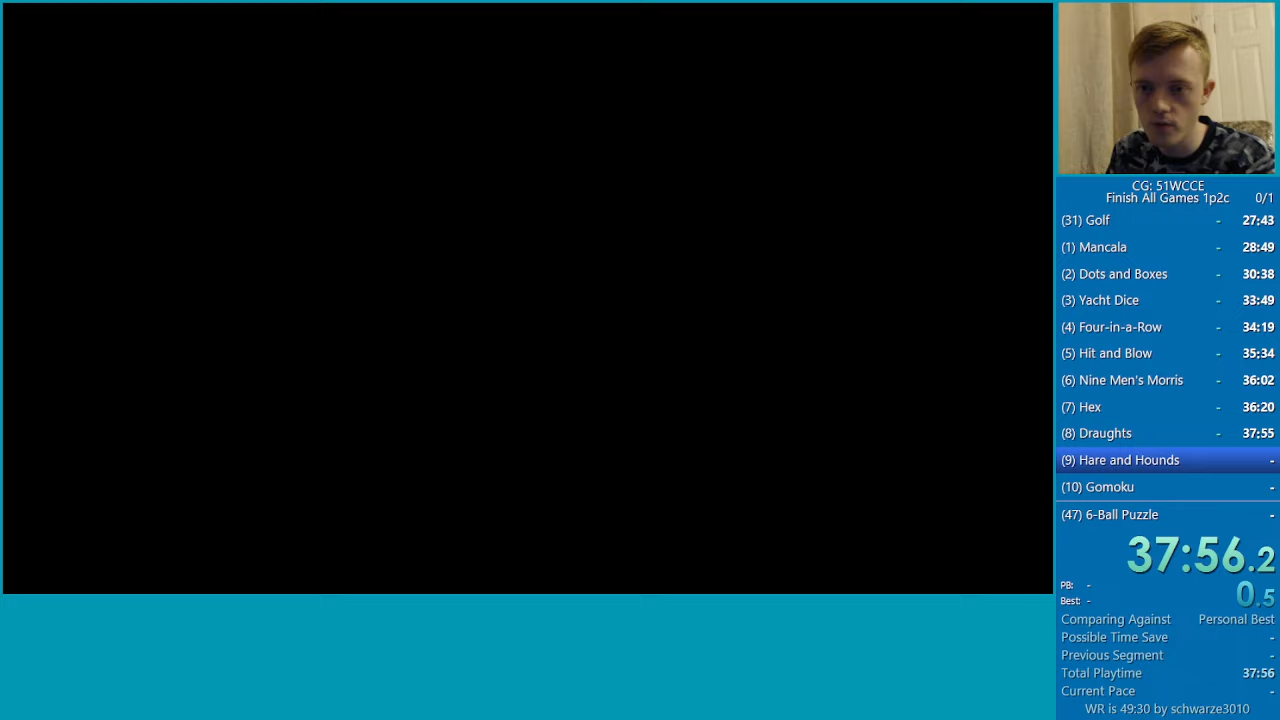 CG: 51WCCE
Finish All Games 1p2c 0/1
(31) Golf - 27:43
(1) Mancala - 28:49
(2) Dots and Boxes - 30:38
(3) Yacht Dice - 33:49
(4) Four-in-a-Row - 34:19
(5) Hit and Blow - 35:34
(6) Nine Men's Morris - 36:02
(7) Hex - 36:20
(8) Draughts - 37:55
(9) Hare and Hounds -
(10) Gomoku -
(47) 6-Ball Puzzle -
37:56.2
PB: - 0.5
Best: -
Comparing Against Personal Best
Possible Time Save -
Previous Segment -
Total Playtime 37:56
Current Pace -
WR is 49:30 by schwarze3010